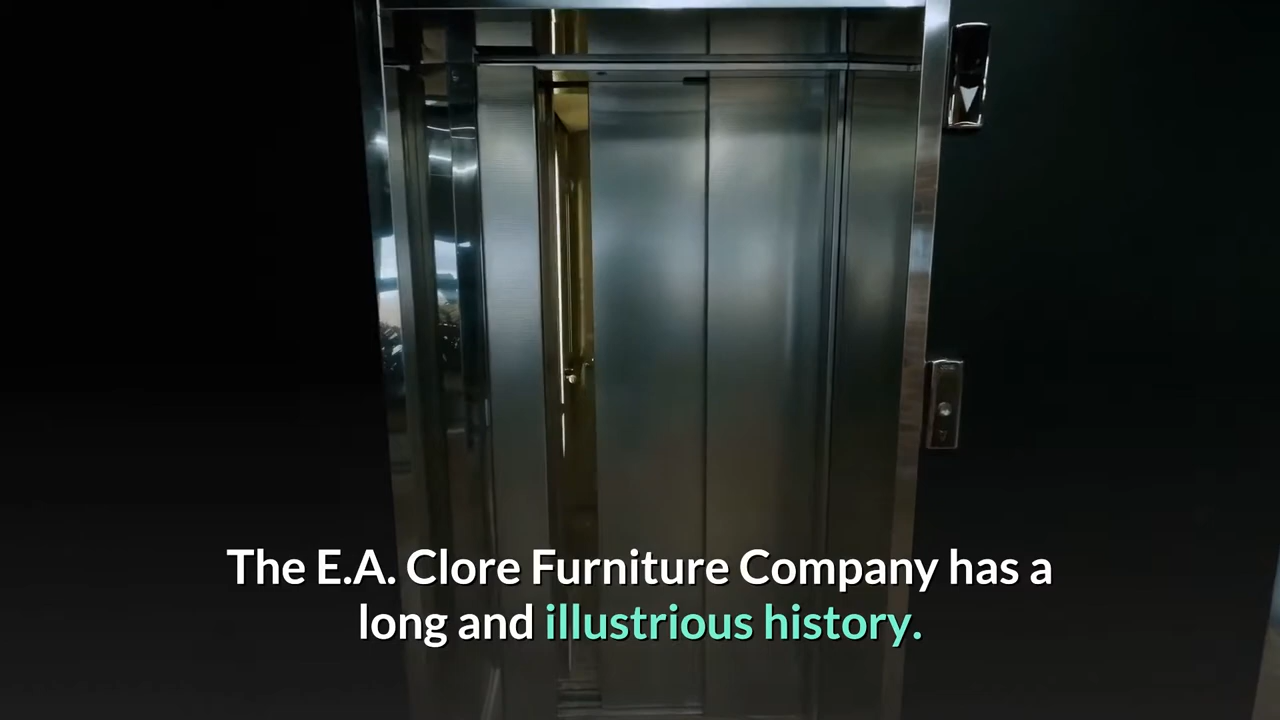 The E.A. Clore Furniture Company has a
long and illustrious history.